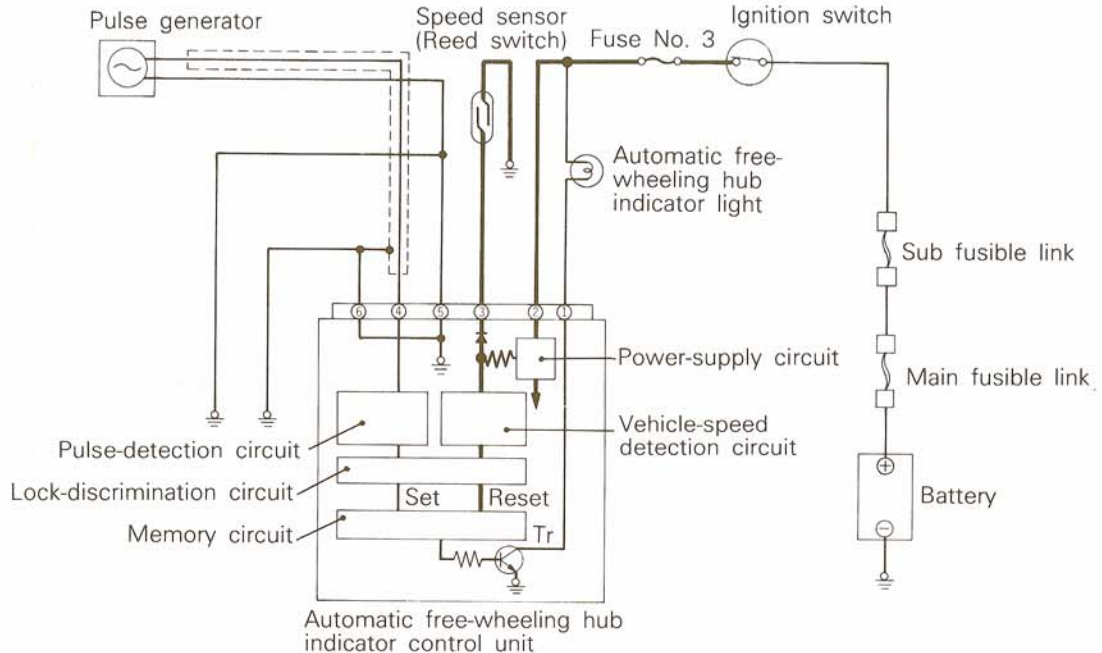 Pulse generator
Speed sensor
(Reed switch)
Fuse No. 3
Ignition switch
Automatic free-
wheeling hub
indicator light
Sub fusible link
Main fusible link
⑥ ④ ⑤ ③ ② ①
Power-supply circuit
Vehicle-speed
detection circuit
Pulse-detection circuit
Lock-discrimination circuit
Set Reset
Memory circuit
Tr
Battery
+
−
Automatic free-wheeling hub
indicator control unit